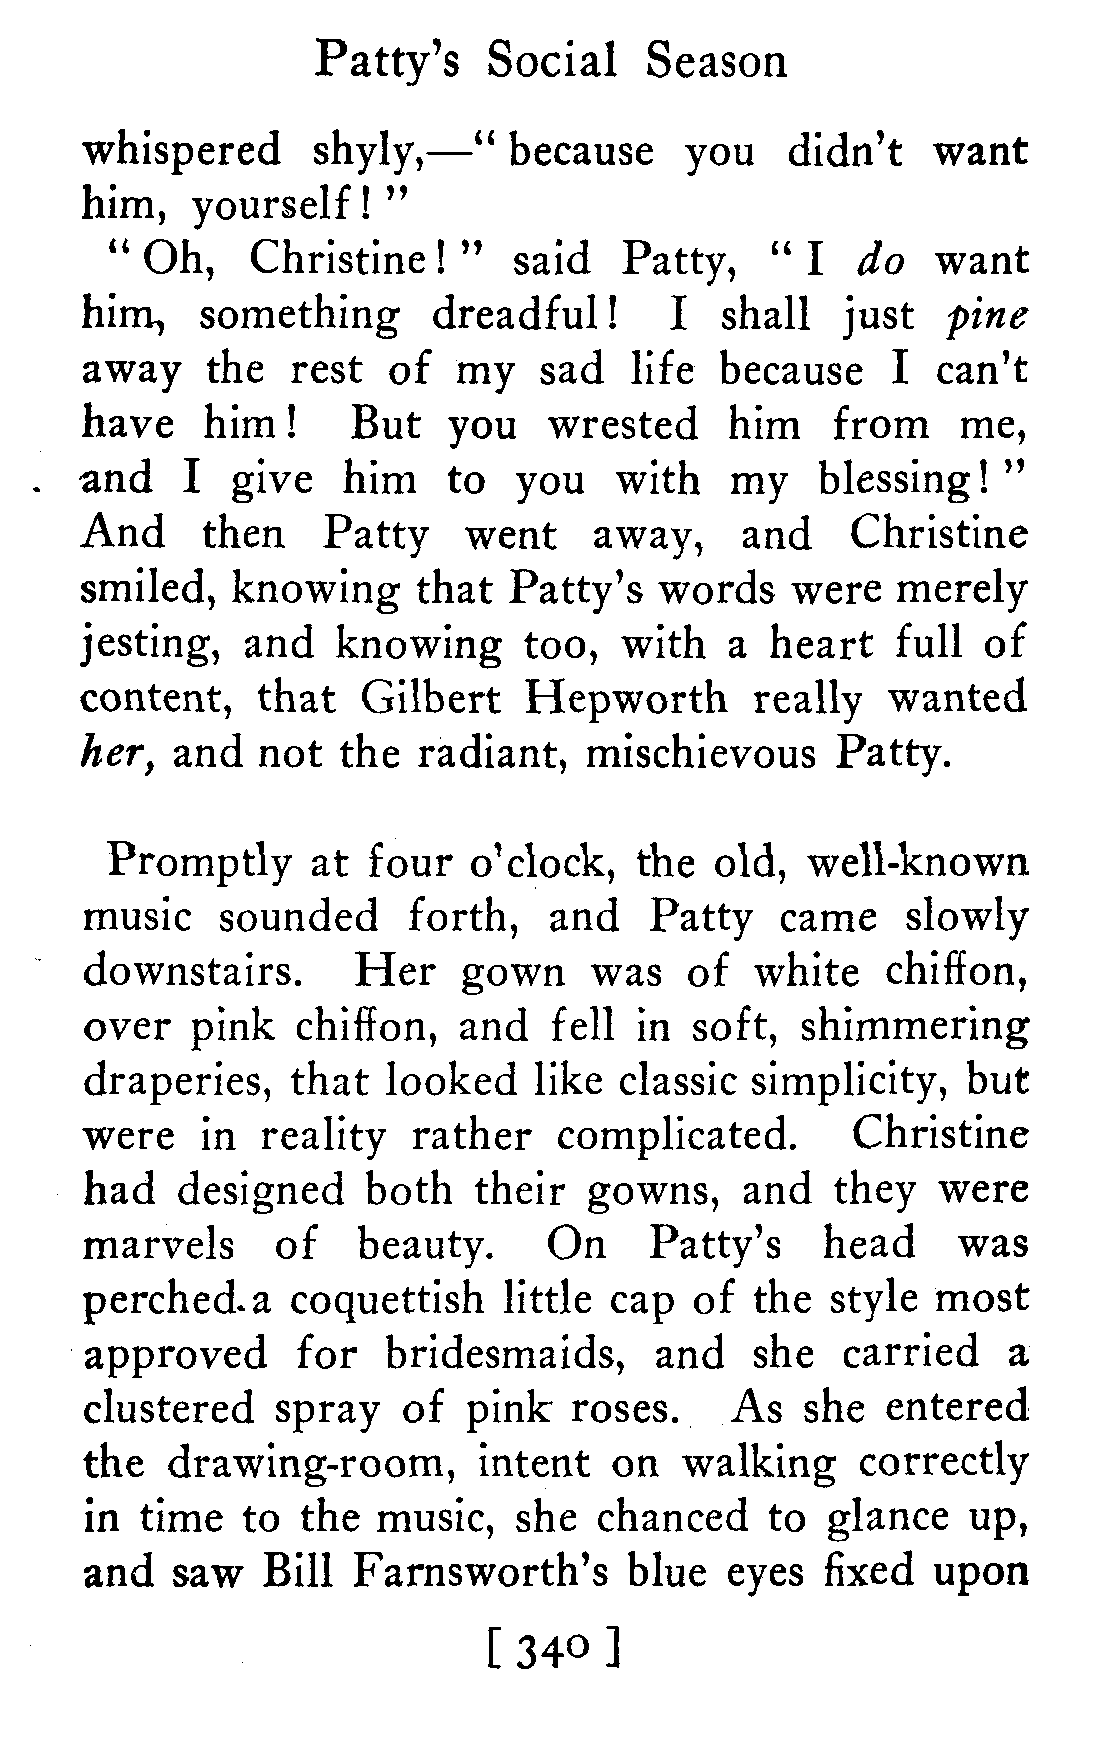 Patty's Social Season
whispered shyly,—" because you didn't want
him, yourself! "
" Oh, Christine! " said Patty, " I do want
him, something dreadful! I shall just pine
away the rest of my sad life because I can't
have him! But you wrested him from me,
and I give him to you with my blessing! "
And then Patty went away, and Christine
smiled, knowing that Patty's words were merely
jesting, and knowing too, with a heart full of
content, that Gilbert Hepworth really wanted
her, and not the radiant, mischievous Patty.
Promptly at four o'clock, the old, well-known
music sounded forth, and Patty came slowly
downstairs. Her gown was of white chiffon,
over pink chiffon, and fell in soft, shimmering
draperies, that looked like classic simplicity, but
were in reality rather complicated. Christine
had designed both their gowns, and they were
marvels of beauty. On Patty's head was
perched a coquettish little cap of the style most
approved for bridesmaids, and she carried a
clustered spray of pink roses. As she entered
the drawing-room, intent on walking correctly
in time to the music, she chanced to glance up,
and saw Bill Farnsworth's blue eyes fixed upon
[ 340 ]